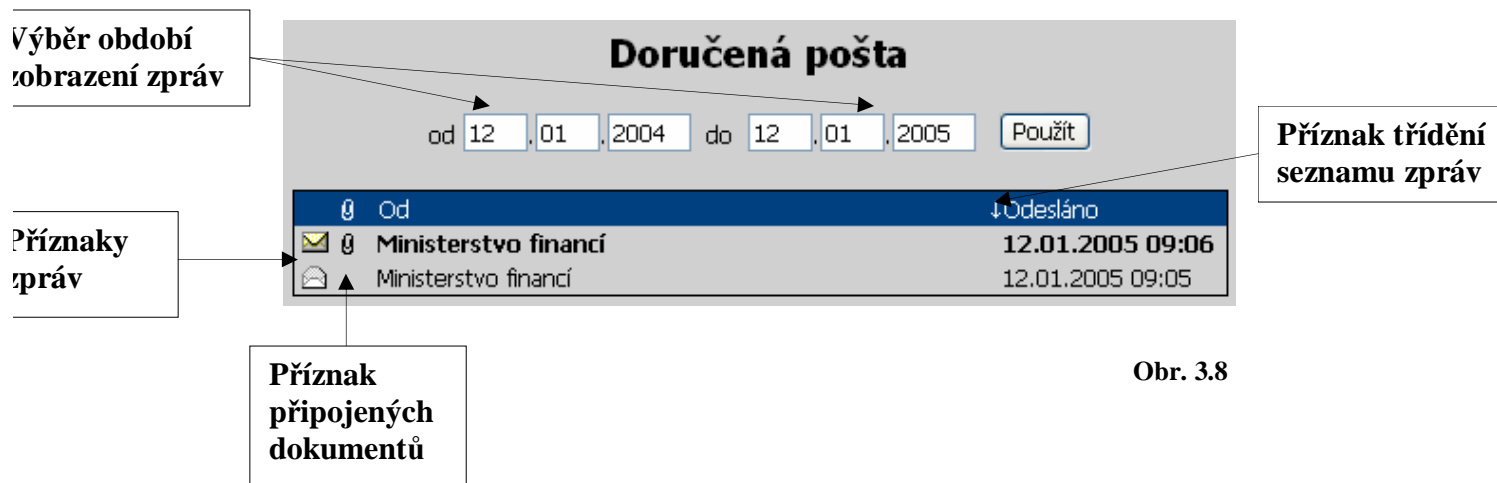 Výběr období
zobrazení zpráv
Doručená pošta
od 12 . 01 . 2004 do 12 . 01 . 2005 Použít
Příznak třídění
seznamu zpráv
Od ↓Odesláno
Příznaky
zpráv
Ministerstvo financí 12.01.2005 09:06
Ministerstvo financí 12.01.2005 09:05
Příznak
připojených
dokumentů
Obr. 3.8